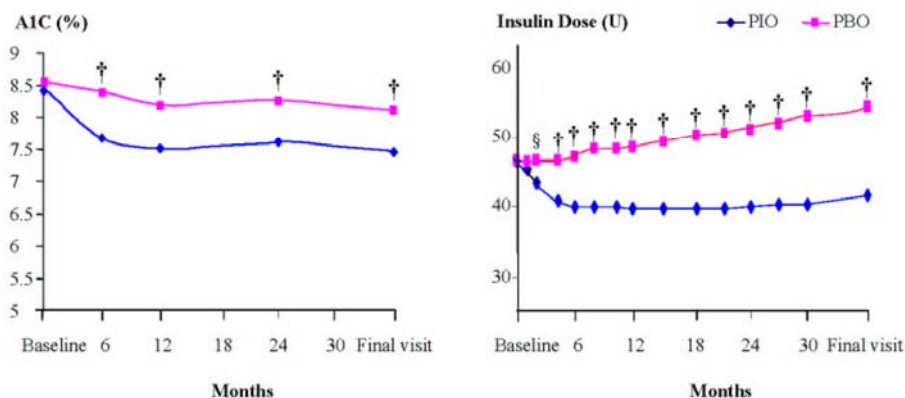 A1C (%)
9
8.5
8
7.5
7
6.5
6
5.5
5
† † † †
Baseline 6 12 18 24 30 Final visit
Months
Insulin Dose (U)
PIO PBO
60
50
40
30
§ † † † † † † † † † † † †
Baseline 6 12 18 24 30 Final visit
Months